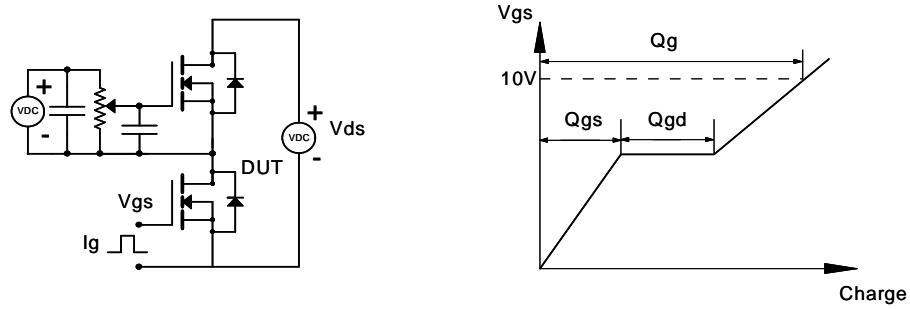 VDC
+
-
Vgs
Ig
DUT
VDC
+
-
Vds
Vgs
Qg
10V
Qgs
Qgd
Charge